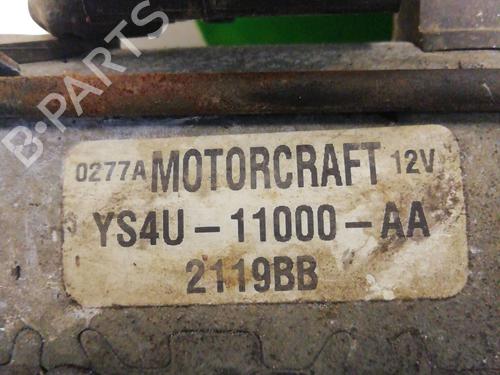 B-PARTS
0277A MOTORCRAFT 12V
YS4U-11000-AA
2119BB